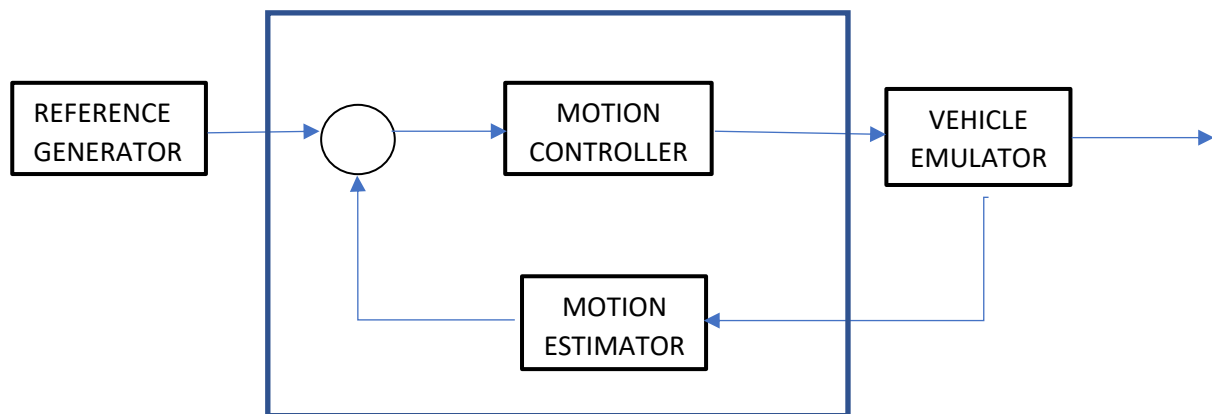 REFERENCE
GENERATOR
MOTION
CONTROLLER
VEHICLE
EMULATOR
MOTION
ESTIMATOR